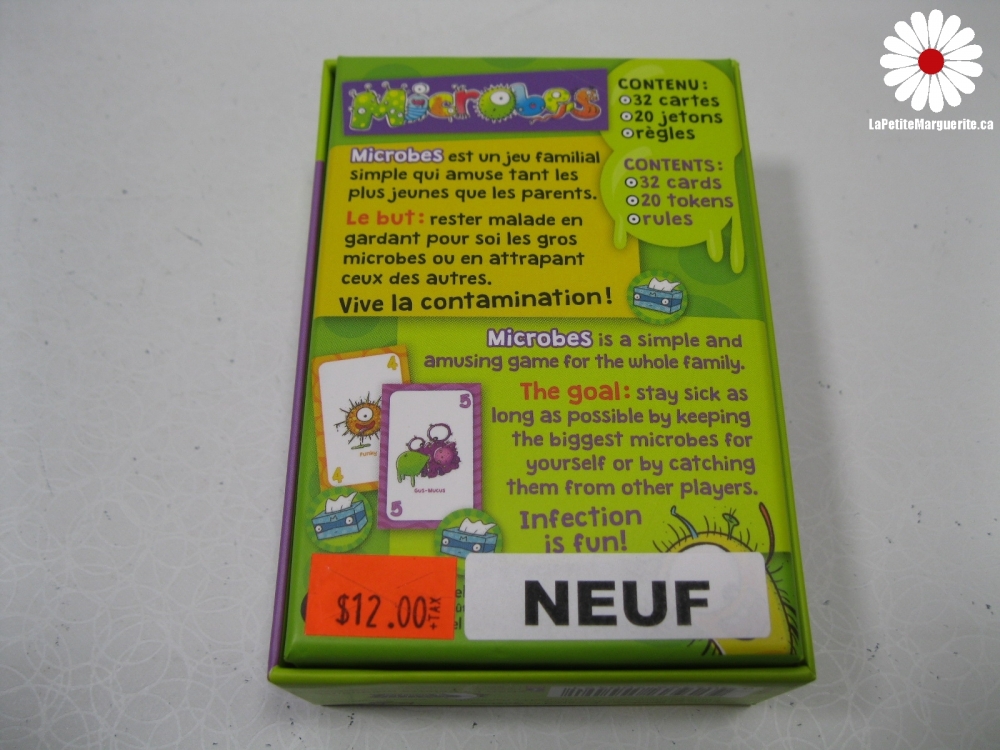 LaPetiteMarguerite.ca
Microbes
CONTENU:
32 cartes
20 jetons
règles
CONTENTS:
32 cards
20 tokens
rules
Microbes est un jeu familial
simple qui amuse tant les
plus jeunes que les parents.
Le but: rester malade en
gardant pour soi les gros
microbes ou en attrapant
ceux des autres.
Vive la contamination!
Microbes is a simple and
amusing game for the whole family.
The goal: stay sick as
long as possible by keeping
the biggest microbes for
yourself or by catching
them from other players.
Infection
is fun!
4
4
5
Gus-Mucus
5
$12.00
+TAX
NEUF